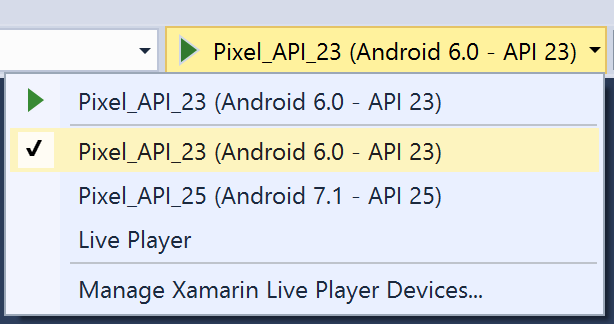 Pixel_API_23 (Android 6.0 - API 23)
Pixel_API_23 (Android 6.0 - API 23)
Pixel_API_23 (Android 6.0 - API 23)
Pixel_API_25 (Android 7.1 - API 25)
Live Player
Manage Xamarin Live Player Devices...